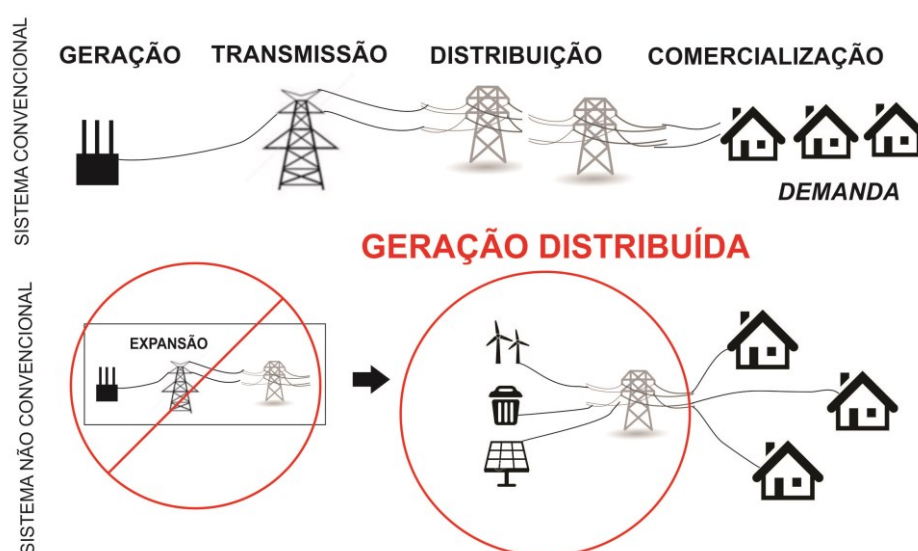 SISTEMA CONVENCIONAL
GERAÇÃO
TRANSMISSÃO
DISTRIBUIÇÃO
COMERCIALIZAÇÃO
DEMANDA
SISTEMA NÃO CONVENCIONAL
GERAÇÃO DISTRIBUÍDA
EXPANSÃO